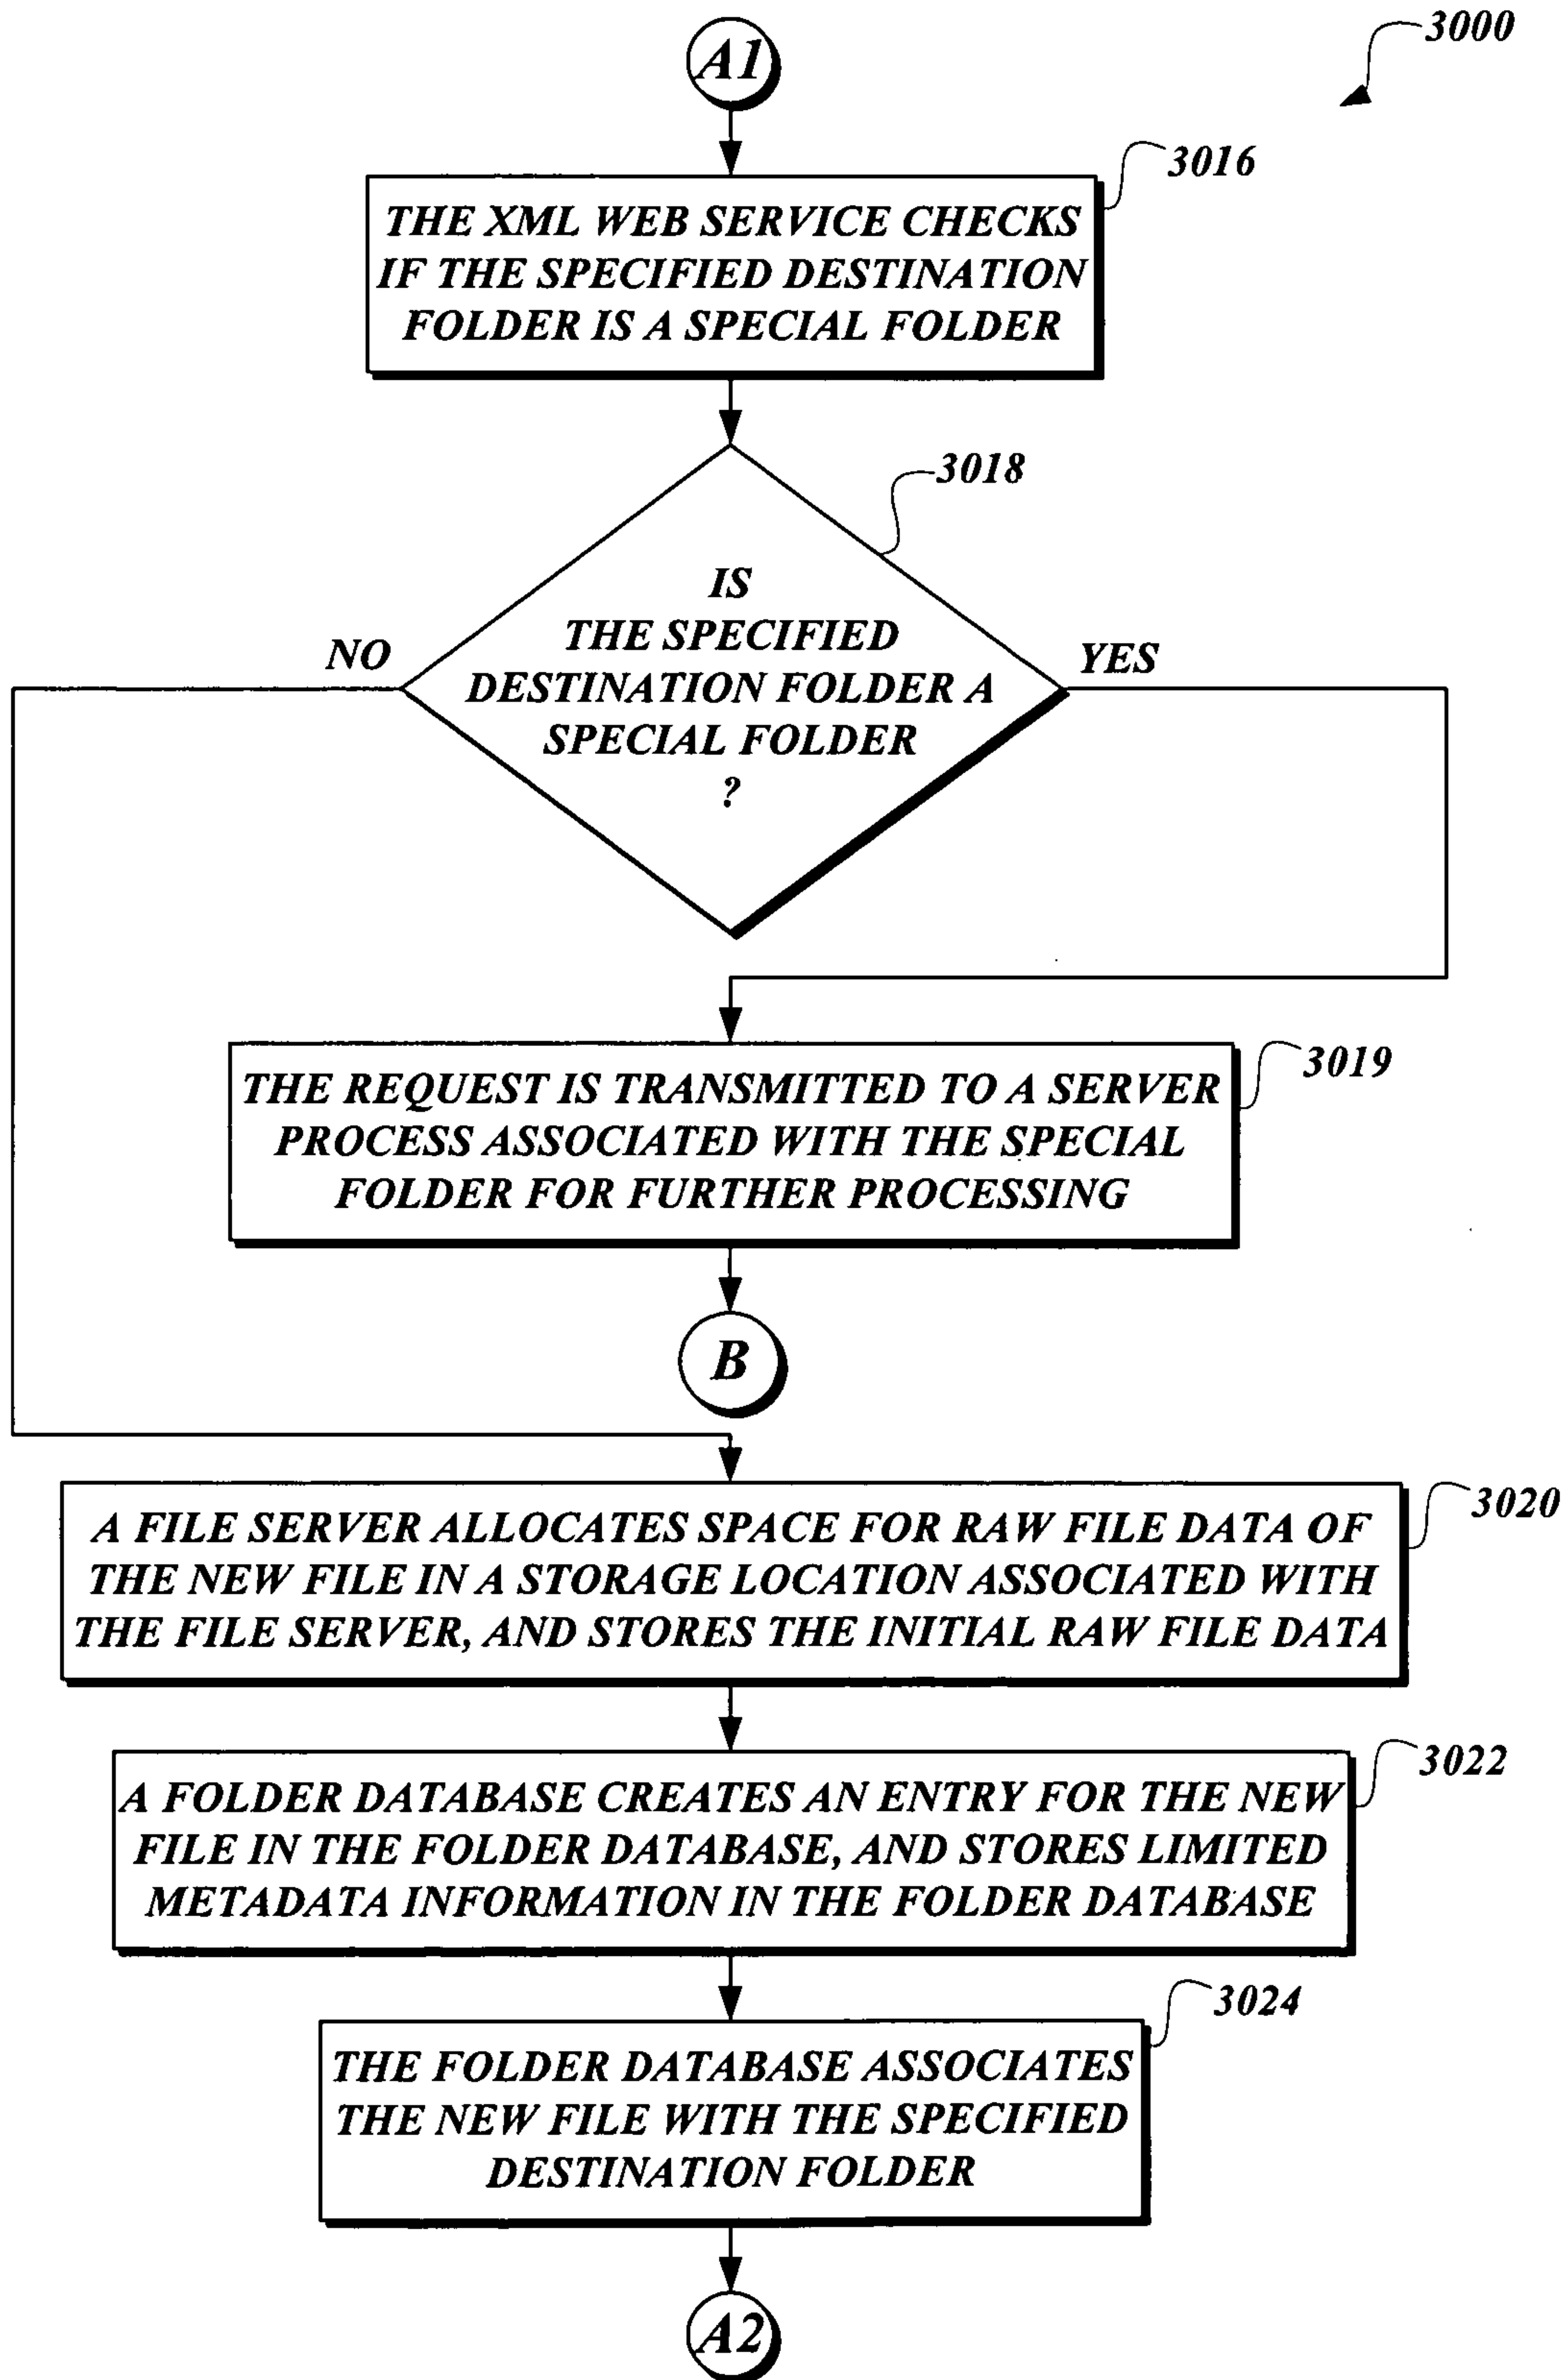 A1
3000
3016
THE XML WEB SERVICE CHECKS
IF THE SPECIFIED DESTINATION
FOLDER IS A SPECIAL FOLDER
3018
IS
THE SPECIFIED
DESTINATION FOLDER A
SPECIAL FOLDER
?
NO
YES
3019
THE REQUEST IS TRANSMITTED TO A SERVER
PROCESS ASSOCIATED WITH THE SPECIAL
FOLDER FOR FURTHER PROCESSING
B
3020
A FILE SERVER ALLOCATES SPACE FOR RAW FILE DATA OF
THE NEW FILE IN A STORAGE LOCATION ASSOCIATED WITH
THE FILE SERVER, AND STORES THE INITIAL RAW FILE DATA
3022
A FOLDER DATABASE CREATES AN ENTRY FOR THE NEW
FILE IN THE FOLDER DATABASE, AND STORES LIMITED
METADATA INFORMATION IN THE FOLDER DATABASE
3024
THE FOLDER DATABASE ASSOCIATES
THE NEW FILE WITH THE SPECIFIED
DESTINATION FOLDER
A2